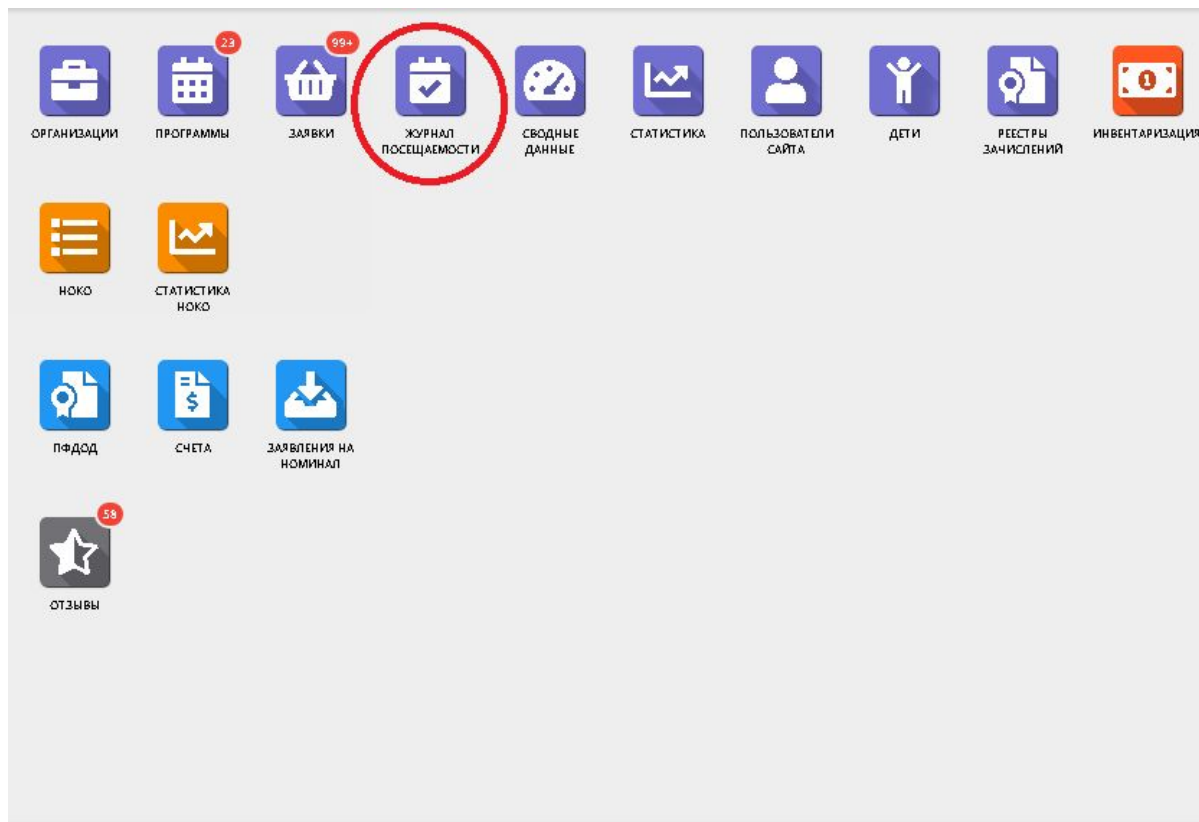 23
99+
ОРГАНИЗАЦИИ
ПРОГРАММЫ
ЗАЯВКИ
ЖУРНАЛ
ПОСЕЩАЕМОСТИ
СВОДНЫЕ
ДАННЫЕ
СТАТИСТИКА
ПОЛЬЗОВАТЕЛИ
САЙТА
ДЕТИ
РЕЕСТРЫ
ЗАЧИСЛЕНИЙ
1
ИНВЕНТАРИЗАЦИЯ
НОКО
СТАТИСТИКА
НОКО
ПФДОД
$
СЧЕТА
ЗАЯВЛЕНИЯ НА
НОМИНАЛ
58
ОТЗЫВЫ